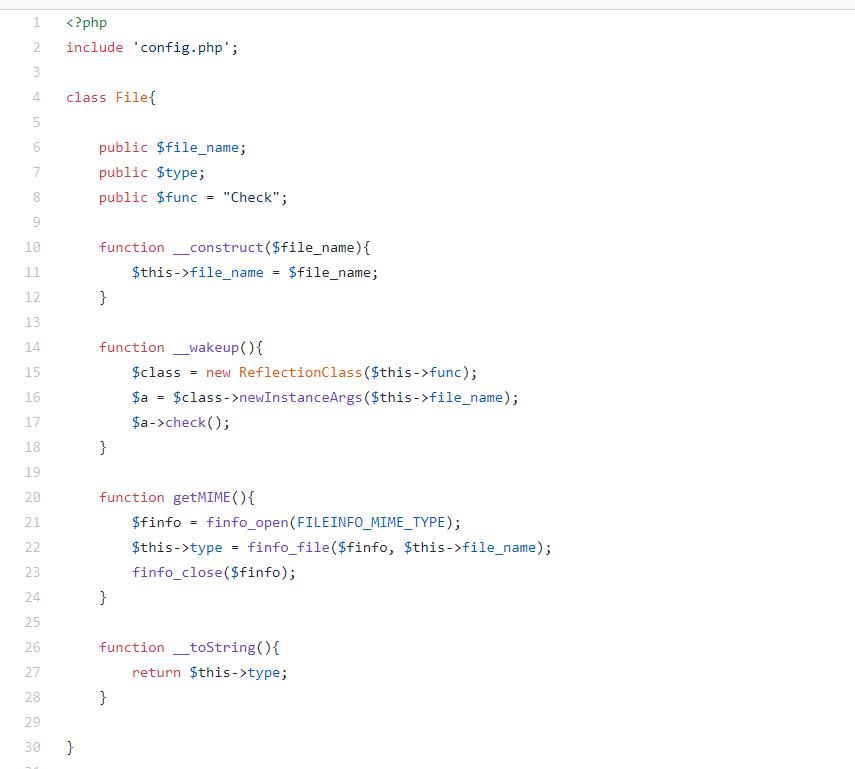 1 <?php
2 include 'config.php';
3
4 class File{
5
6 public $file_name;
7 public $type;
8 public $func = "Check";
9
10 function __construct($file_name){
11 $this->file_name = $file_name;
12 }
13
14 function __wakeup(){
15 $class = new ReflectionClass($this->func);
16 $a = $class->newInstanceArgs($this->file_name);
17 $a->check();
18 }
19
20 function getMIME(){
21 $finfo = finfo_open(FILEINFO_MIME_TYPE);
22 $this->type = finfo_file($finfo, $this->file_name);
23 finfo_close($finfo);
24 }
25
26 function __toString(){
27 return $this->type;
28 }
29
30 }